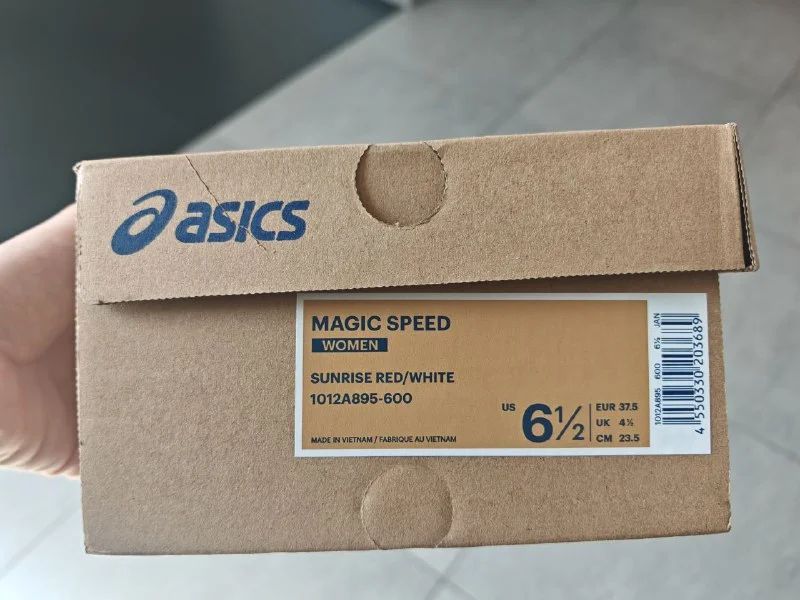 asics
MAGIC SPEED
WOMEN
SUNRISE RED/WHITE
1012A895-600
MADE IN VIETNAM / FABRIQUE AU VIETNAM
US 6½
EUR 37.5
UK 4½
CM 23.5
1012A895 600 6½ JAN
4 550330 203689